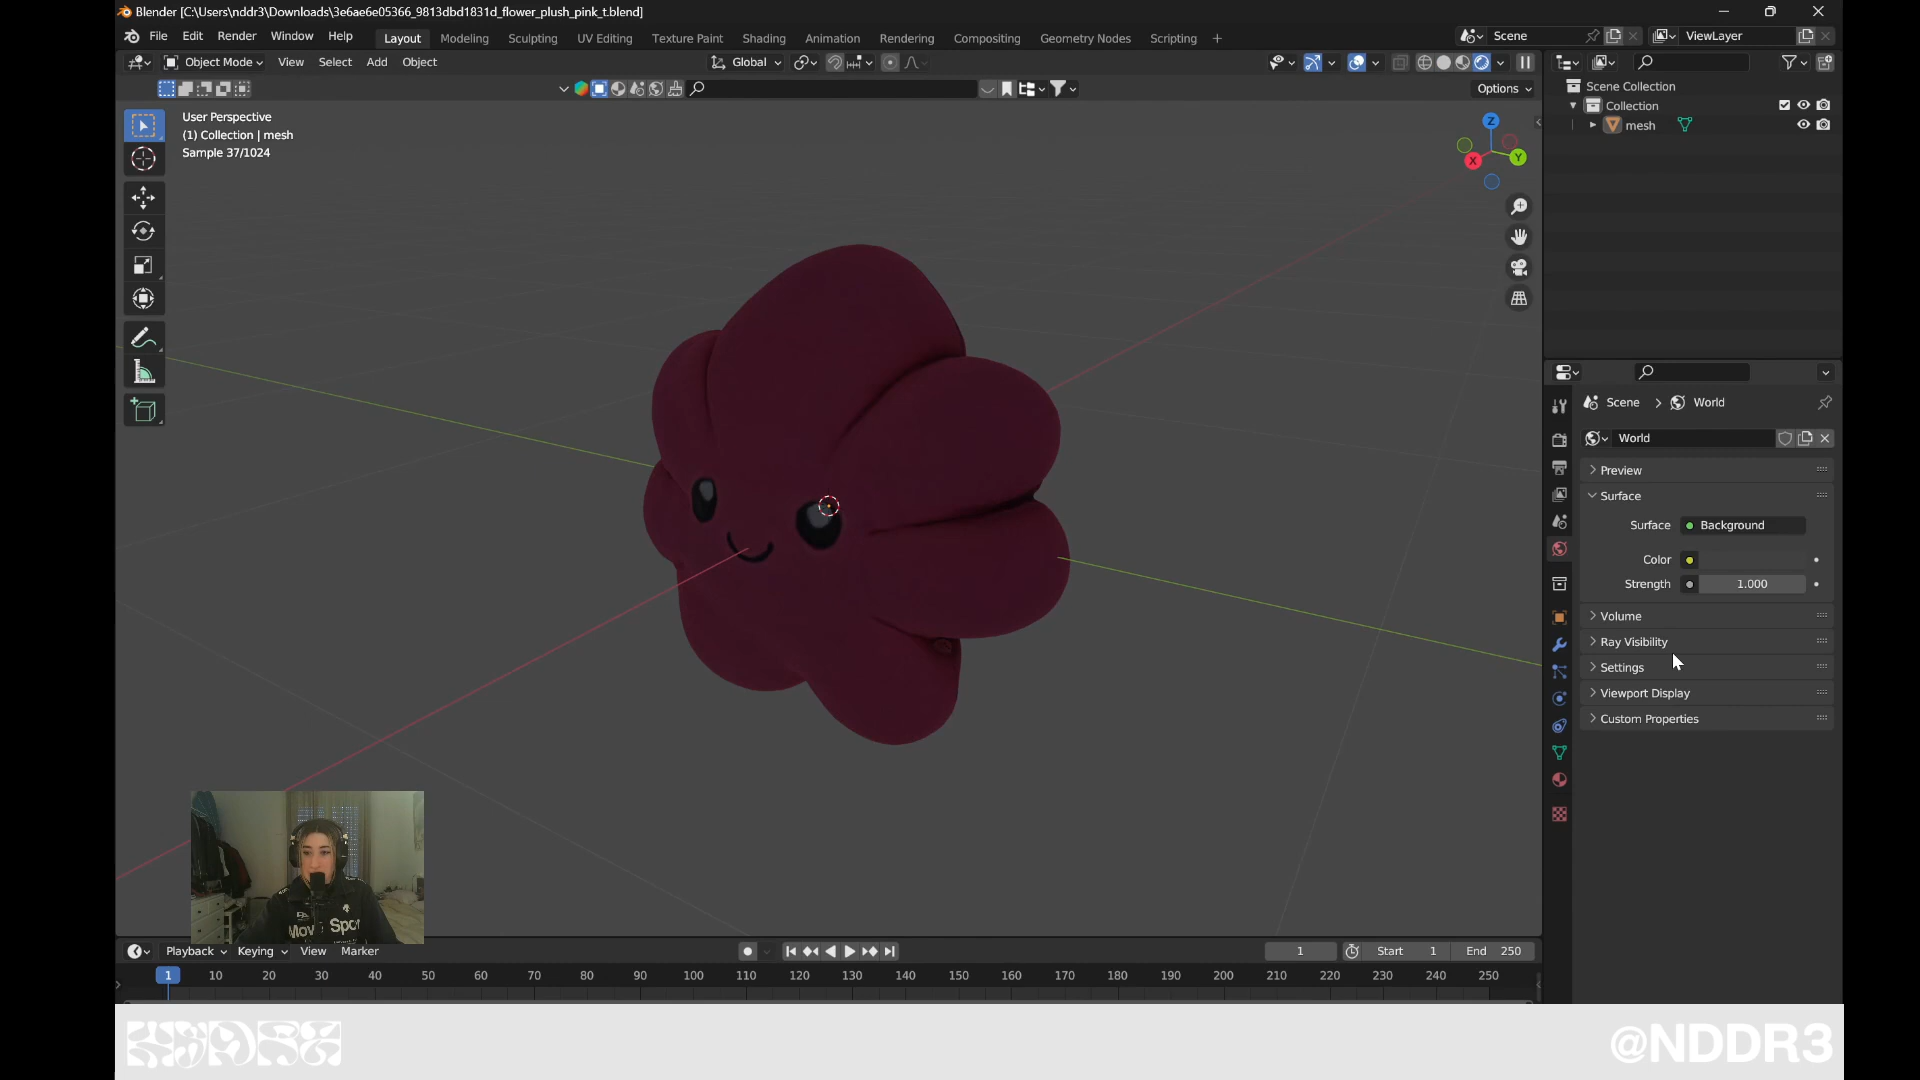 Blender [C:\Users\nddr3\Downloads\3e6ae6e05366_9813dbd1831d_flower_plush_pink_t.blend]
File Edit Render Window Help Layout Modeling Sculpting UV Editing Texture Paint Shading Animation Rendering Compositing Geometry Nodes Scripting + Scene ViewLayer
Object Mode View Select Add Object Global
Options
User Perspective
(1) Collection | mesh
Sample 37/1024
Z
X
Y
Scene Collection
Collection
mesh
Scene > World
World
Preview
Surface
Surface Background
Color
Strength 1.000
Volume
Ray Visibility
Settings
Viewport Display
Custom Properties
Playback Keying View Marker 1 Start 1 End 250
1 10 20 30 40 50 60 70 80 90 100 110 120 130 140 150 160 170 180 190 200 210 220 230 240 250
@NDDR3